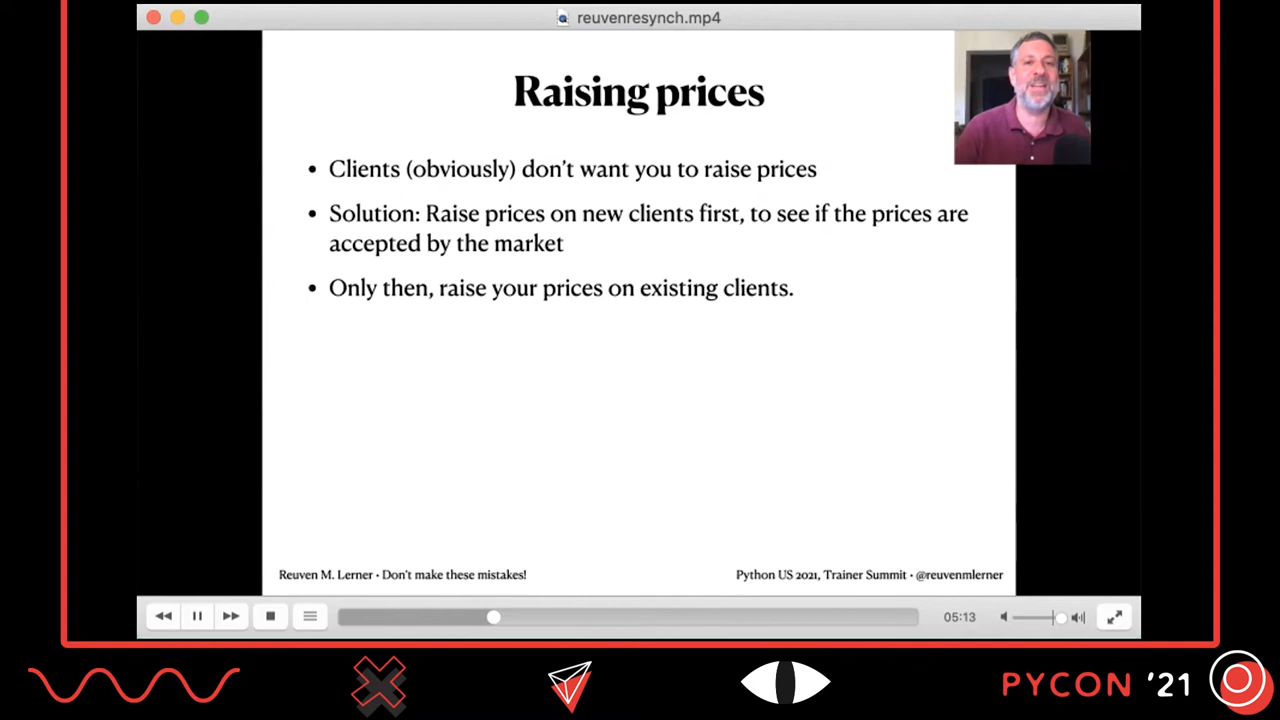 reuvenresynch.mp4
Raising prices
• Clients (obviously) don't want you to raise prices
• Solution: Raise prices on new clients first, to see if the prices are
accepted by the market
• Only then, raise your prices on existing clients.
Reuven M. Lerner • Don't make these mistakes!
Python US 2021, Trainer Summit • @reuvenmlerner
05:13
PYCON '21